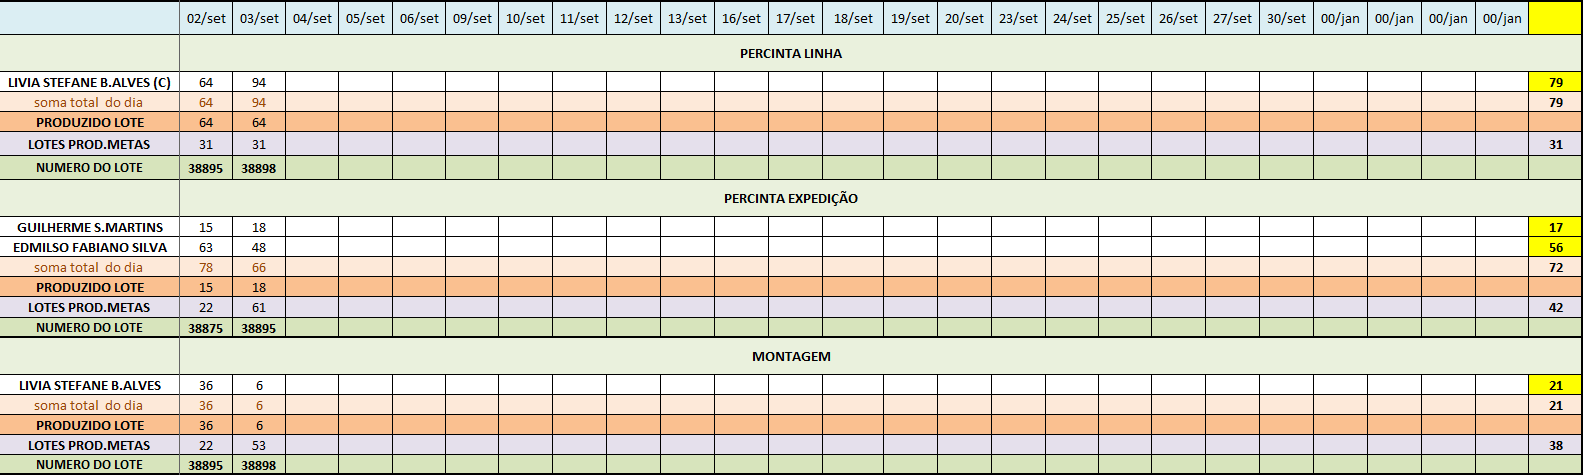 02/set 03/set 04/set 05/set 06/set 09/set 10/set 11/set 12/set 13/set 16/set 17/set 18/set 19/set 20/set 23/set 24/set 25/set 26/set 27/set 30/set 00/jan 00/jan 00/jan 00/jan
PERCINTA LINHA
LIVIA STEFANE B.ALVES (C) 64 94 79
soma total do dia 64 94 79
PRODUZIDO LOTE 64 64
LOTES PROD.METAS 31 31 31
NUMERO DO LOTE 38895 38898
PERCINTA EXPEDIÇÃO
GUILHERME S.MARTINS 15 18 17
EDMILSO FABIANO SILVA 63 48 56
soma total do dia 78 66 72
PRODUZIDO LOTE 15 18
LOTES PROD.METAS 22 61 42
NUMERO DO LOTE 38875 38895
MONTAGEM
LIVIA STEFANE B.ALVES 36 6 21
soma total do dia 36 6 21
PRODUZIDO LOTE 36 6
LOTES PROD.METAS 22 53 38
NUMERO DO LOTE 38895 38898